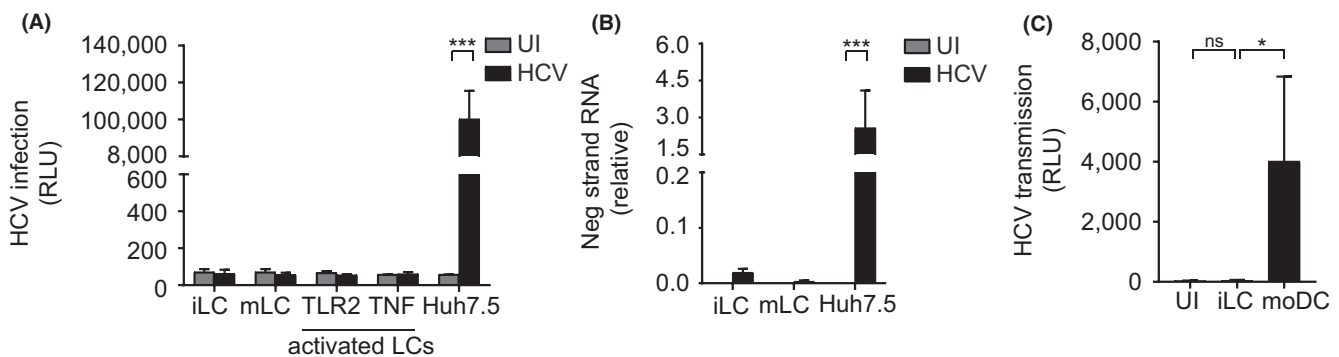 (A)
HCV infection
(RLU)
140,000
120,000
100,000
80,000
600
400
200
0
***
UI
HCV
iLC mLC TLR2 TNF Huh7.5
activated LCs
(B)
Neg strand RNA
(relative)
6.0
4.5
3.0
1.5
0.2
0.1
0.0
***
UI
HCV
iLC mLC Huh7.5
(C)
HCV transmission
(RLU)
8,000
6,000
4,000
2,000
0
ns *
UI iLC moDC